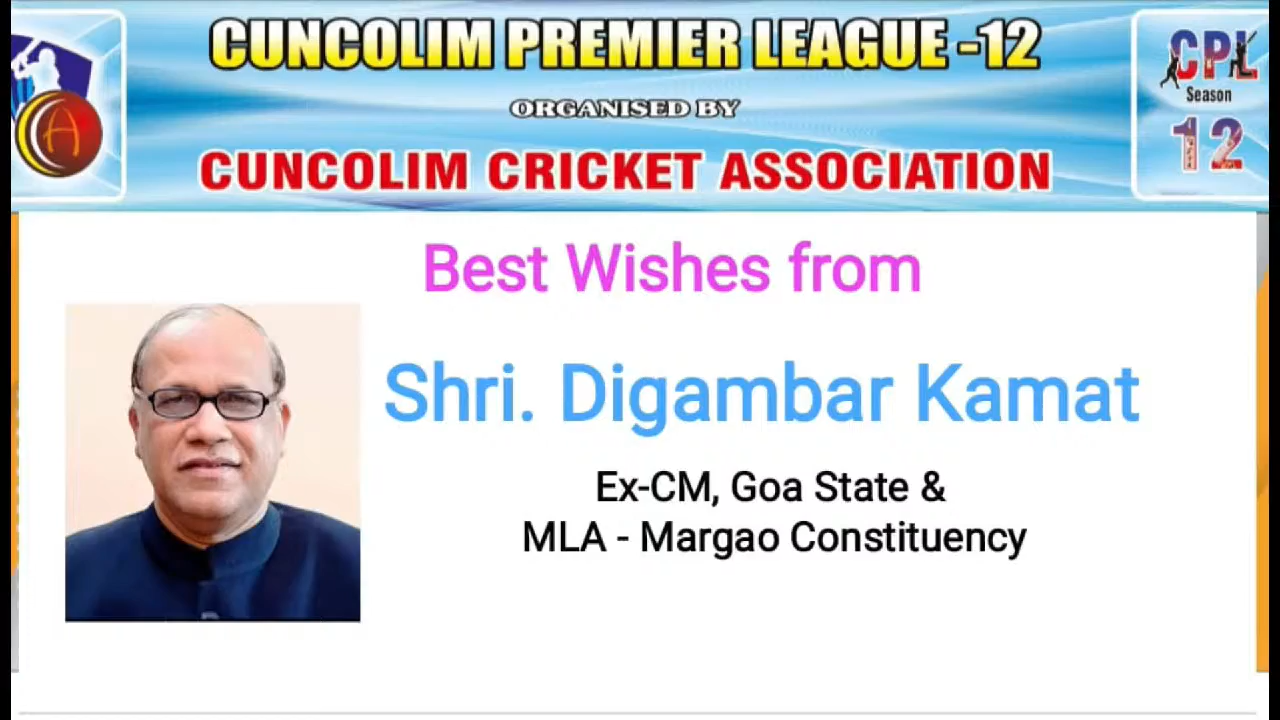 CUNCOLIM PREMIER LEAGUE -12
ORGANISED BY
CUNCOLIM CRICKET ASSOCIATION
A
CPL
Season
12
Best Wishes from
Shri. Digambar Kamat
Ex-CM, Goa State &
MLA - Margao Constituency